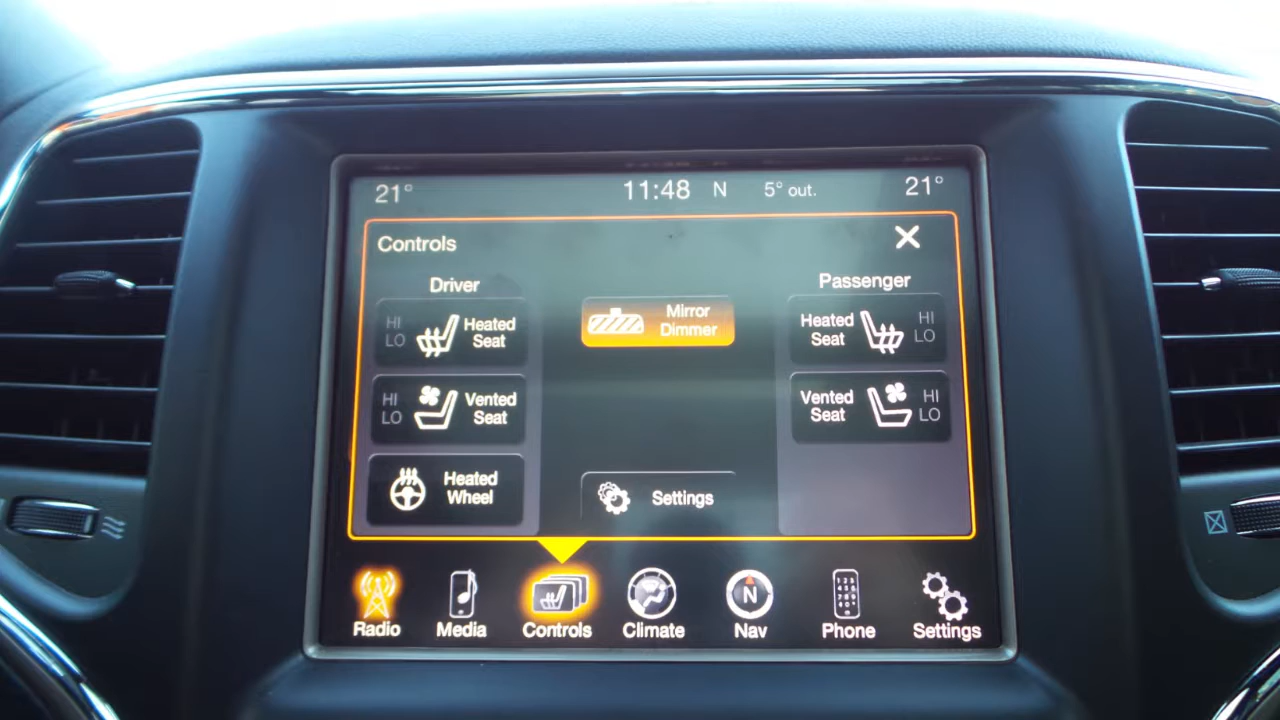 21° 11:48 N 5° out. 21°
Controls
Driver
Passenger
HI
LO
Heated
Seat
Mirror
Dimmer
Heated
Seat
HI
LO
HI
LO
Vented
Seat
Vented
Seat
HI
LO
Heated
Wheel
Settings
N
Radio Media Controls Climate Nav Phone Settings